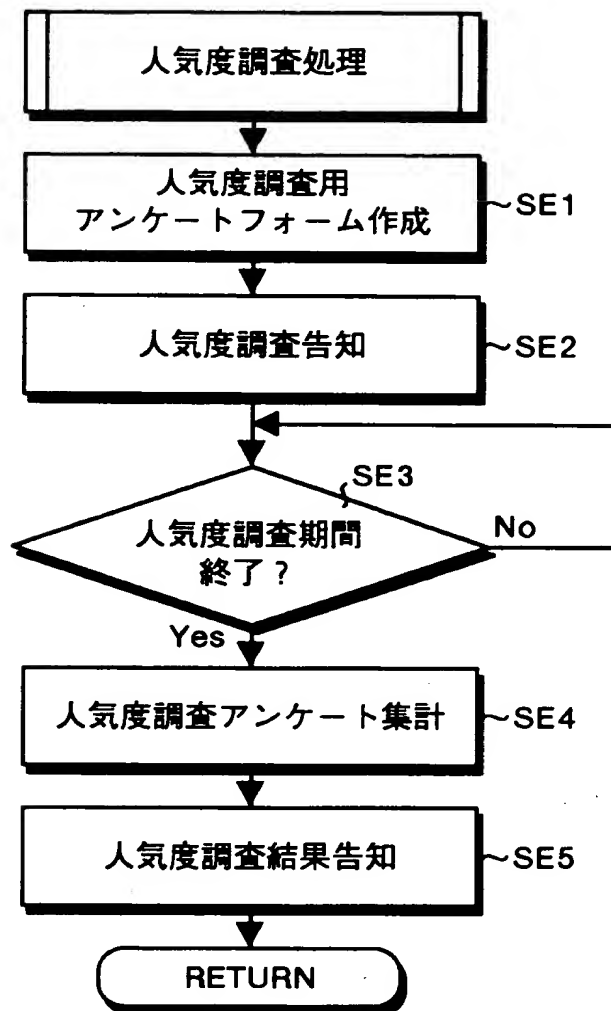 人気度調査処理
人気度調査用
アンケートフォーム作成
~SE1
人気度調査告知
~SE2
SE3
人気度調査期間
終了?
No
Yes
人気度調査アンケート集計
~SE4
人気度調査結果告知
~SE5
RETURN